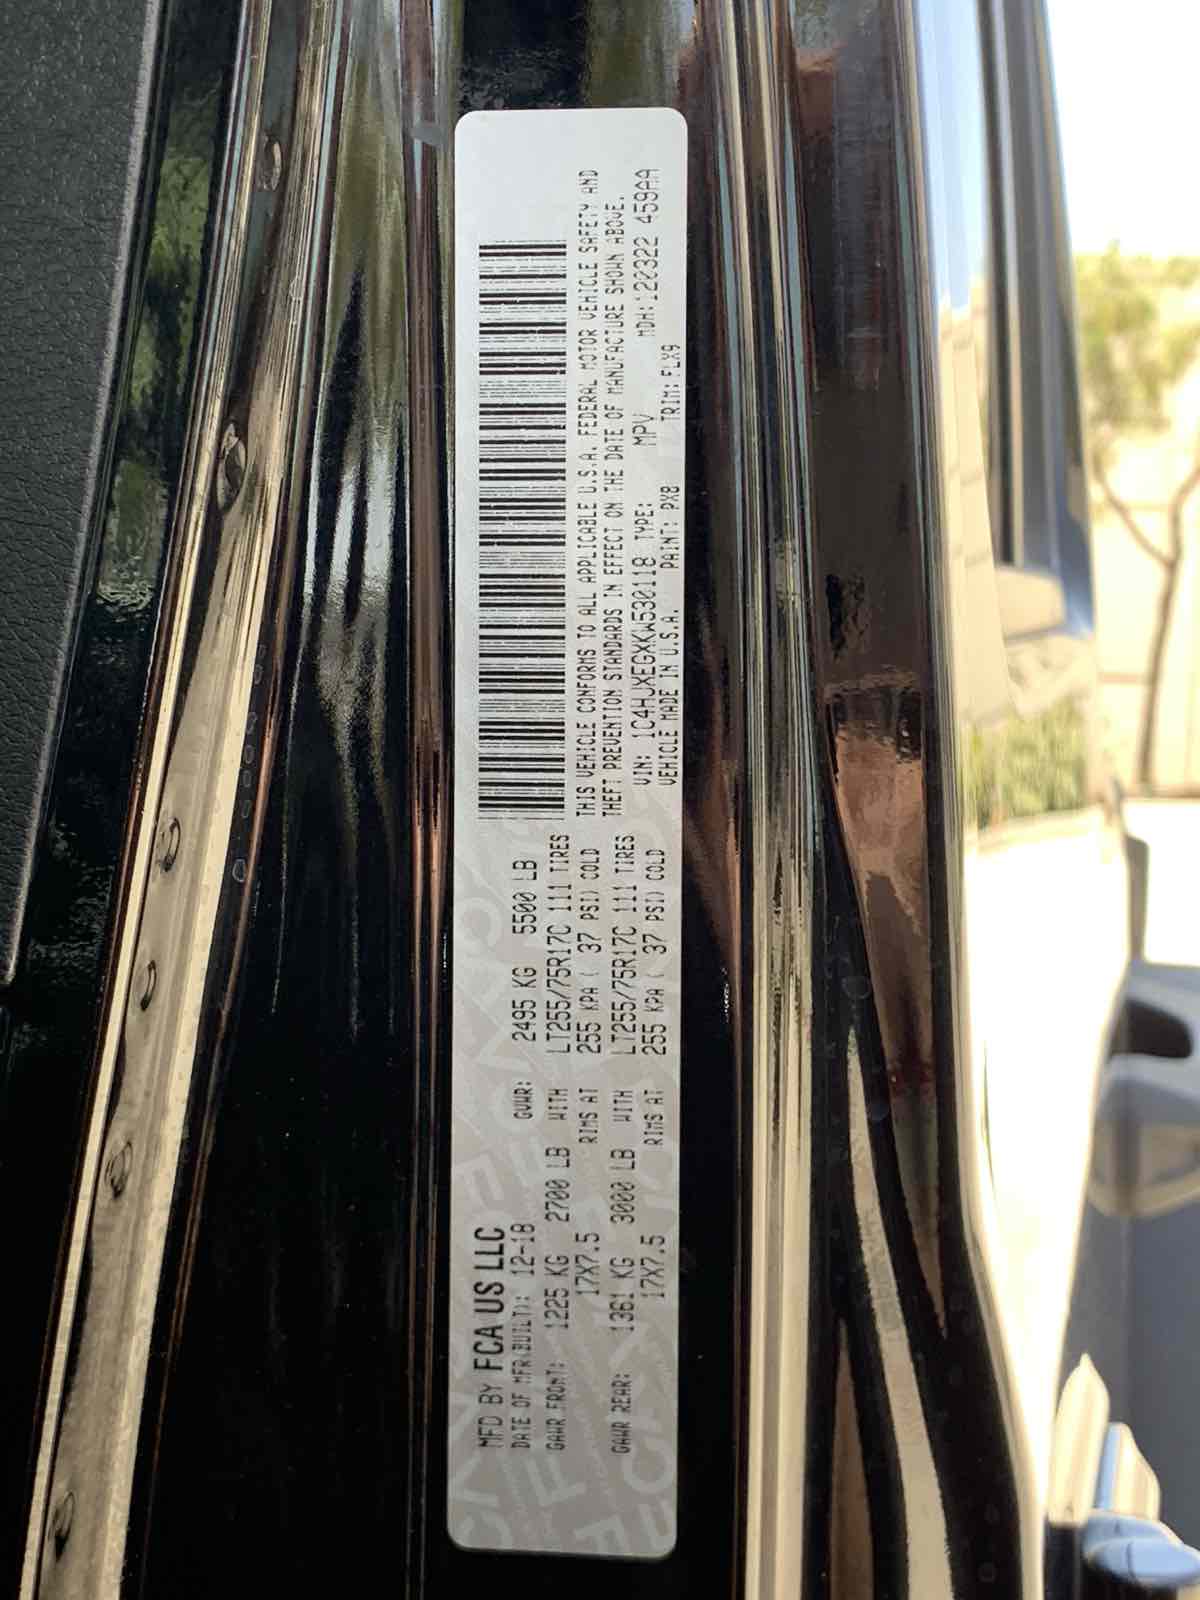 MFD BY FCA US LLC
DATE OF MFR(BUILT): 12-18 GVWR: 2495 KG 5500 LB
GAWR FRONT: 1225 KG 2700 LB WITH LT255/75R17C 111 TIRES
17X7.5 RIMS AT 255 KPA ( 37 PSI) COLD
GAWR REAR: 1361 KG 3000 LB WITH LT255/75R17C 111 TIRES
17X7.5 RIMS AT 255 KPA ( 37 PSI) COLD
THIS VEHICLE CONFORMS TO ALL APPLICABLE U.S.A. FEDERAL MOTOR VEHICLE SAFETY AND
THEFT PREVENTION STANDARDS IN EFFECT ON THE DATE OF MANUFACTURE SHOWN ABOVE.
VIN: 1C4HJXEGXKW530118 TYPE: MPV MDH:120322 459AA
VEHICLE MADE IN U.S.A. PAINT: PX8 TRIM: FLX9